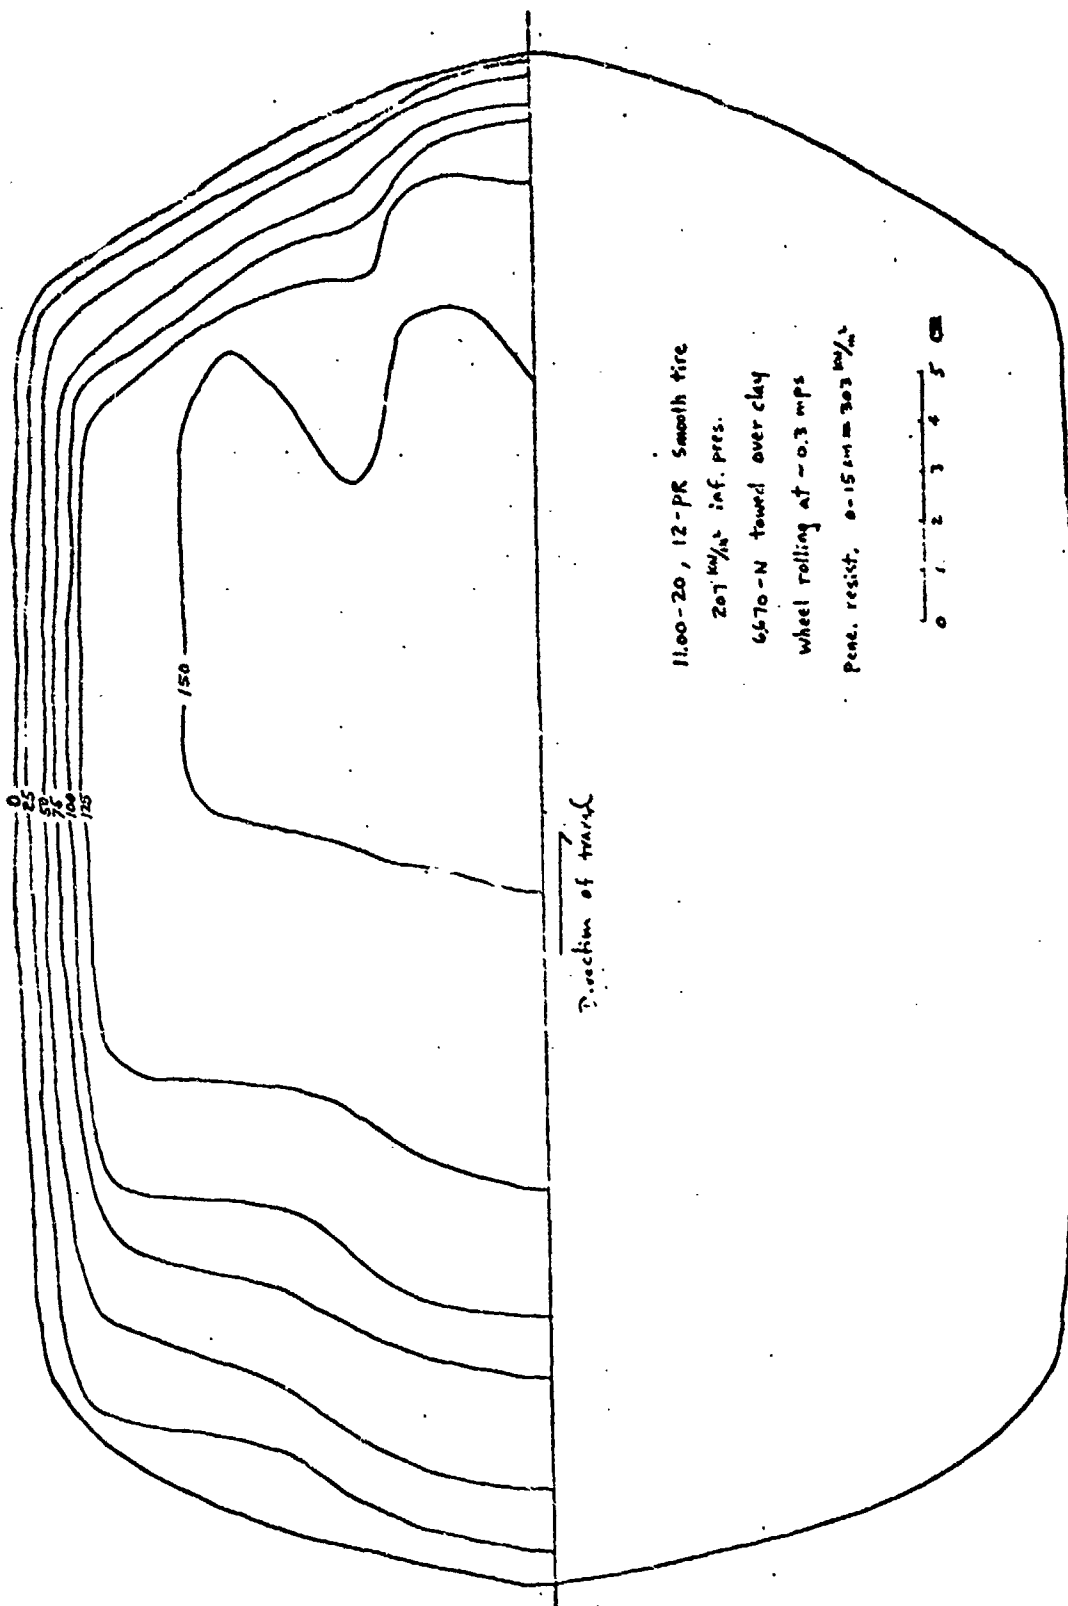 0
25
50
75
100
125
150
Direction of travel
11.00-20, 12-PR smooth tire
207 KN/m² inf. pres.
6670-N towed over clay
wheel rolling at ~0.3 mps
Pene. resist. 0-15 cm = 303 KN/m²
0 1 2 3 4 5 cm